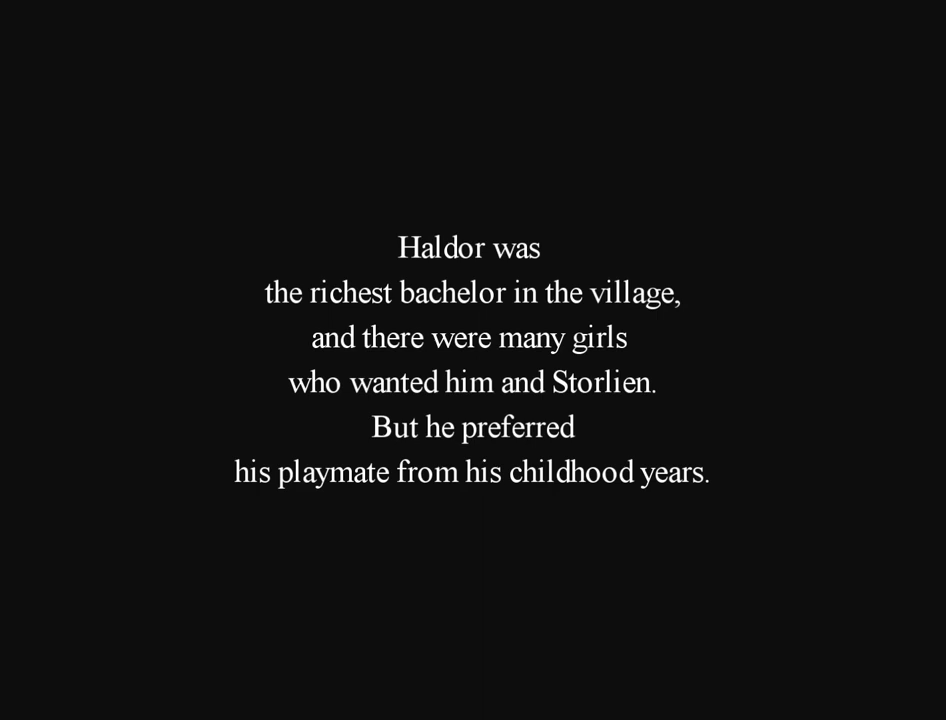 Haldor was
the richest bachelor in the village,
and there were many girls
who wanted him and Storlien.
But he preferred
his playmate from his childhood years.